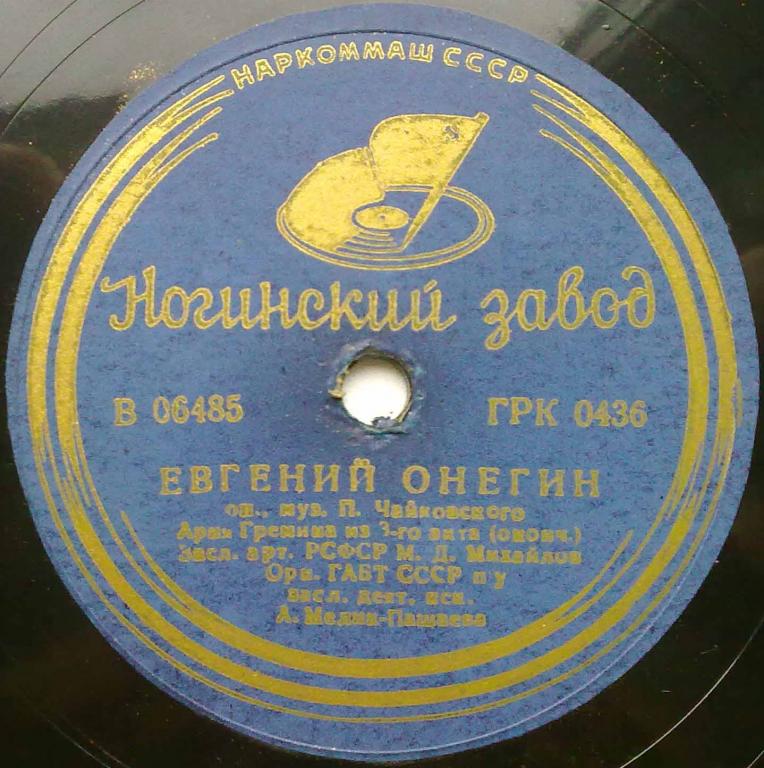 НАРКОММАШ СССР
Ногинский завод
В 06485 ГРК 0436
ЕВГЕНИЙ ОНЕГИН
оп., муз. П. Чайковского
Ария Гремина из 3-го акта (оконч.)
Засл. арт. РСФСР М. Д. Михайлов
Орк. ГАБТ СССР п/у
засл. деят. иск.
А. Мелик-Пашаева